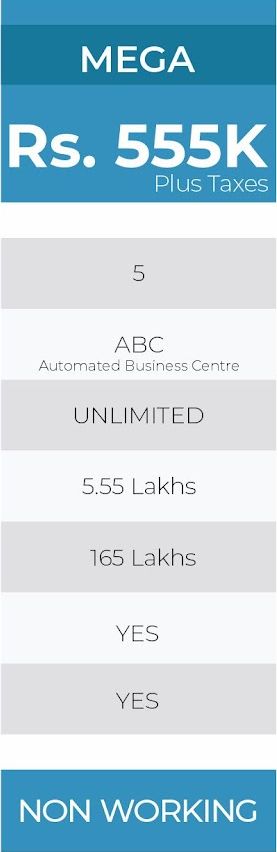 MEGA
Rs. 555K
Plus Taxes
5
ABC
Automated Business Centre
UNLIMITED
5.55 Lakhs
165 Lakhs
YES
YES
NON WORKING